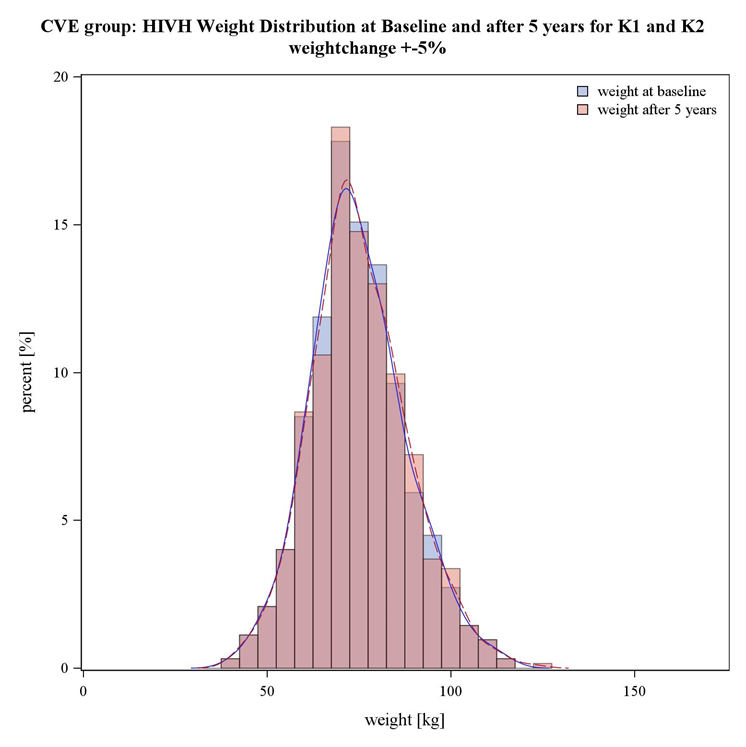 CVE group: HIVH Weight Distribution at Baseline and after 5 years for K1 and K2
weightchange +-5%
20
weight at baseline
weight after 5 years
15
10
5
0
percent [%]
0 50 100 150
weight [kg]